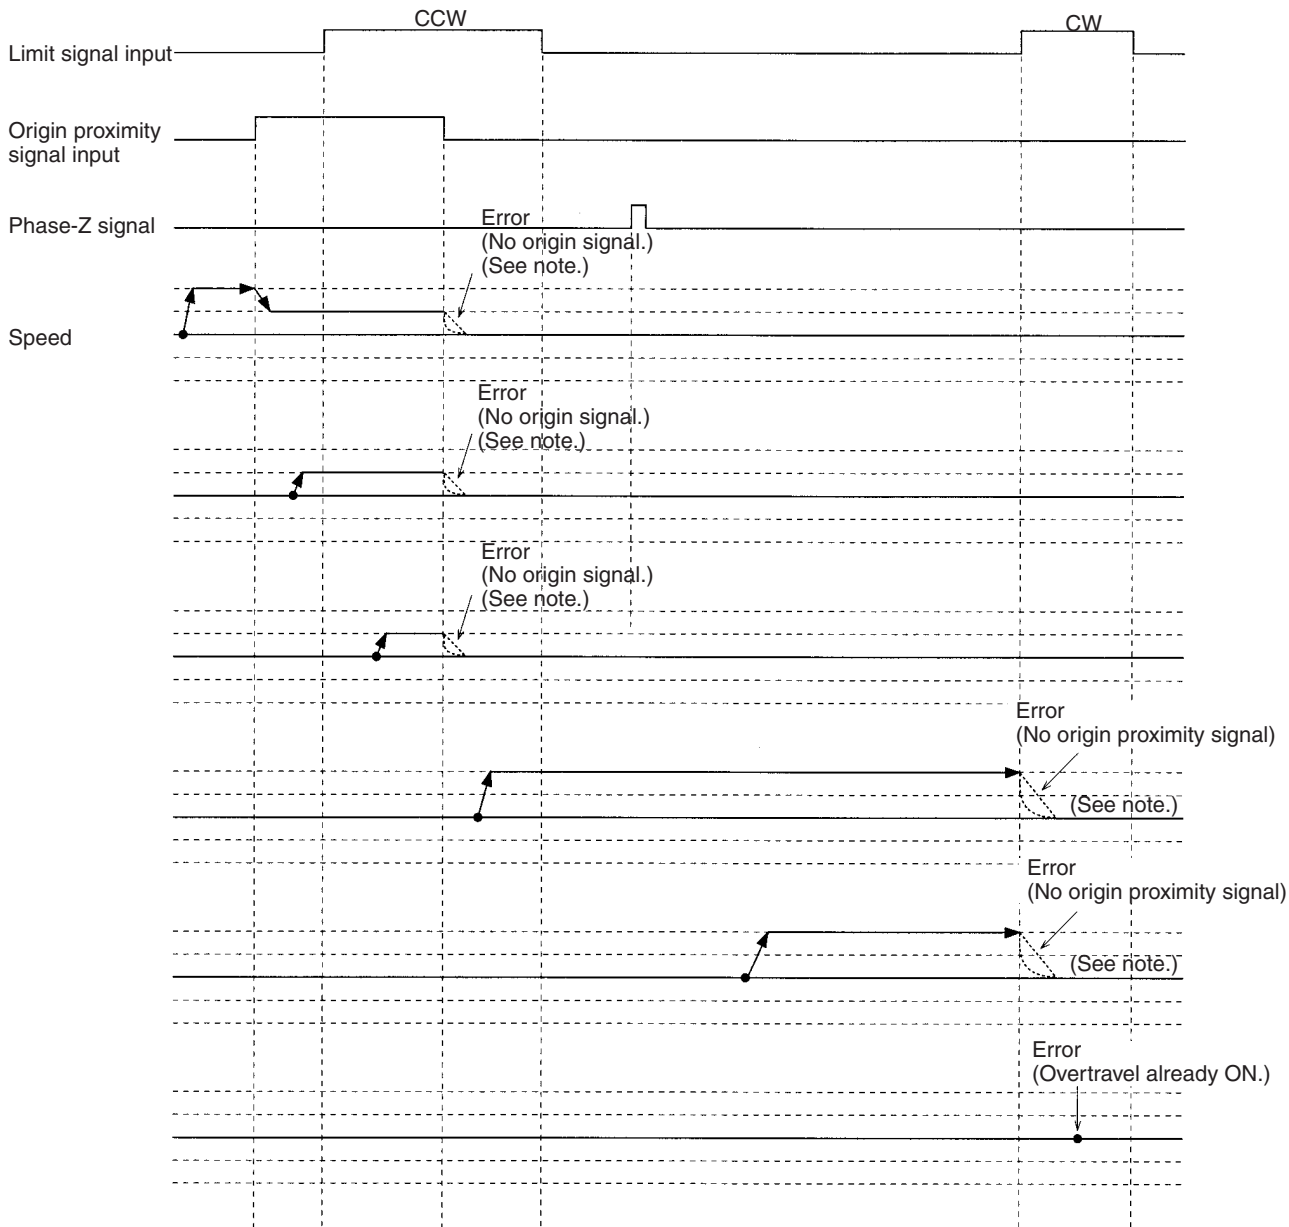 CCW
CW
Limit signal input
Origin proximity
signal input
Phase-Z signal
Error
(No origin signal.)
(See note.)
Speed
Error
(No origin signal.)
(See note.)
Error
(No origin signal.)
(See note.)
Error
(No origin proximity signal)
(See note.)
Error
(No origin proximity signal)
(See note.)
Error
(Overtravel already ON.)